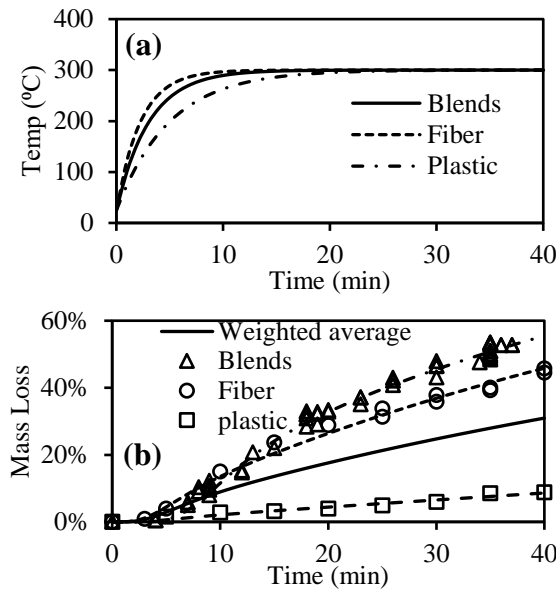 400
(a)
300
Temp (ºC)
200
Blends
Fiber
100
Plastic
0
0 10 20 30 40
Time (min)
60%
Weighted average
Blends
40%
Fiber
Mass Loss
plastic
20%
(b)
0%
0 10 20 30 40
Time (min)